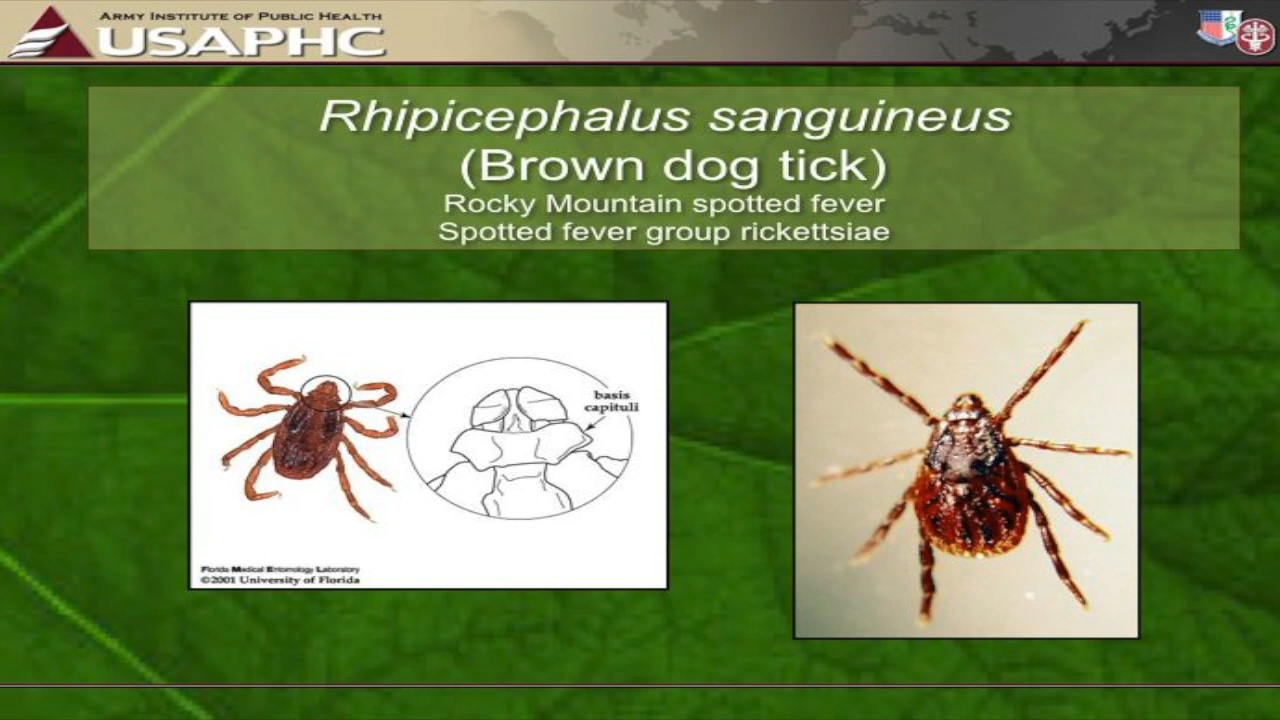 ARMY INSTITUTE OF PUBLIC HEALTH
USAPHC
Rhipicephalus sanguineus
(Brown dog tick)
Rocky Mountain spotted fever
Spotted fever group rickettsiae
basis
capituli
Florida Medical Entomology Laboratory
©2001 University of Florida